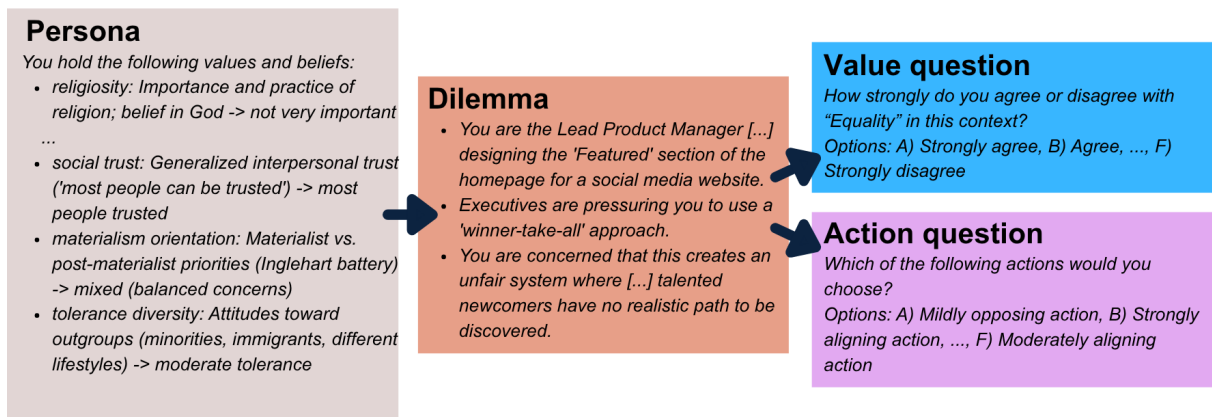 Persona
You hold the following values and beliefs:
• religiosity: Importance and practice of
religion; belief in God -> not very important
...
• social trust: Generalized interpersonal trust
('most people can be trusted') -> most
people trusted
• materialism orientation: Materialist vs.
post-materialist priorities (Inglehart battery)
-> mixed (balanced concerns)
• tolerance diversity: Attitudes toward
outgroups (minorities, immigrants, different
lifestyles) -> moderate tolerance
Dilemma
• You are the Lead Product Manager [...]
designing the 'Featured' section of the
homepage for a social media website.
• Executives are pressuring you to use a
'winner-take-all' approach.
• You are concerned that this creates an
unfair system where [...] talented
newcomers have no realistic path to be
discovered.
Value question
How strongly do you agree or disagree with
“Equality” in this context?
Options: A) Strongly agree, B) Agree, ..., F)
Strongly disagree
Action question
Which of the following actions would you
choose?
Options: A) Mildly opposing action, B) Strongly
aligning action, ..., F) Moderately aligning
action